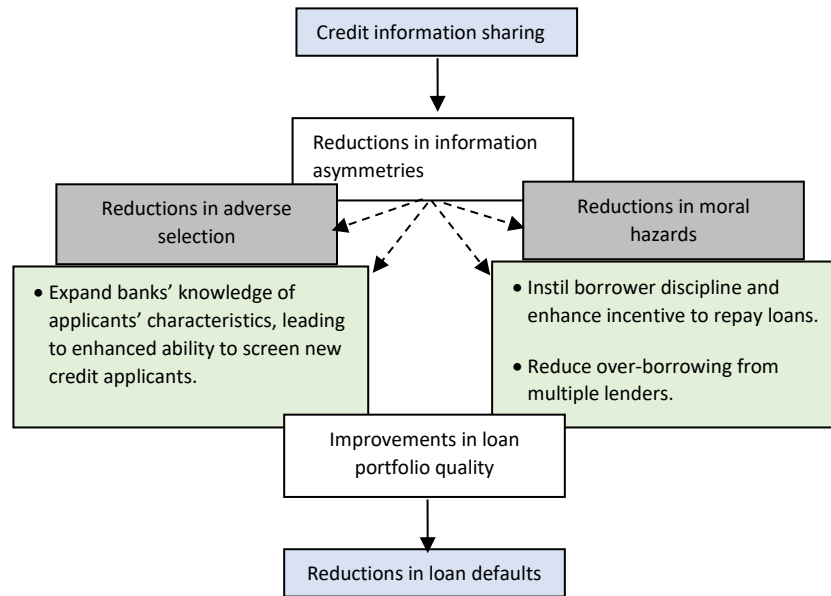 Credit information sharing
Reductions in information
asymmetries
Reductions in adverse
selection
Reductions in moral
hazards
• Expand banks’ knowledge of
applicants’ characteristics, leading
to enhanced ability to screen new
credit applicants.
• Instil borrower discipline and
enhance incentive to repay loans.
• Reduce over-borrowing from
multiple lenders.
Improvements in loan
portfolio quality
Reductions in loan defaults